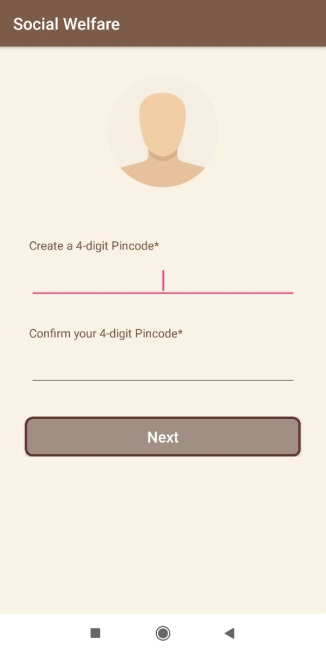 Social Welfare
Create a 4-digit Pincode*
Confirm your 4-digit Pincode*
Next